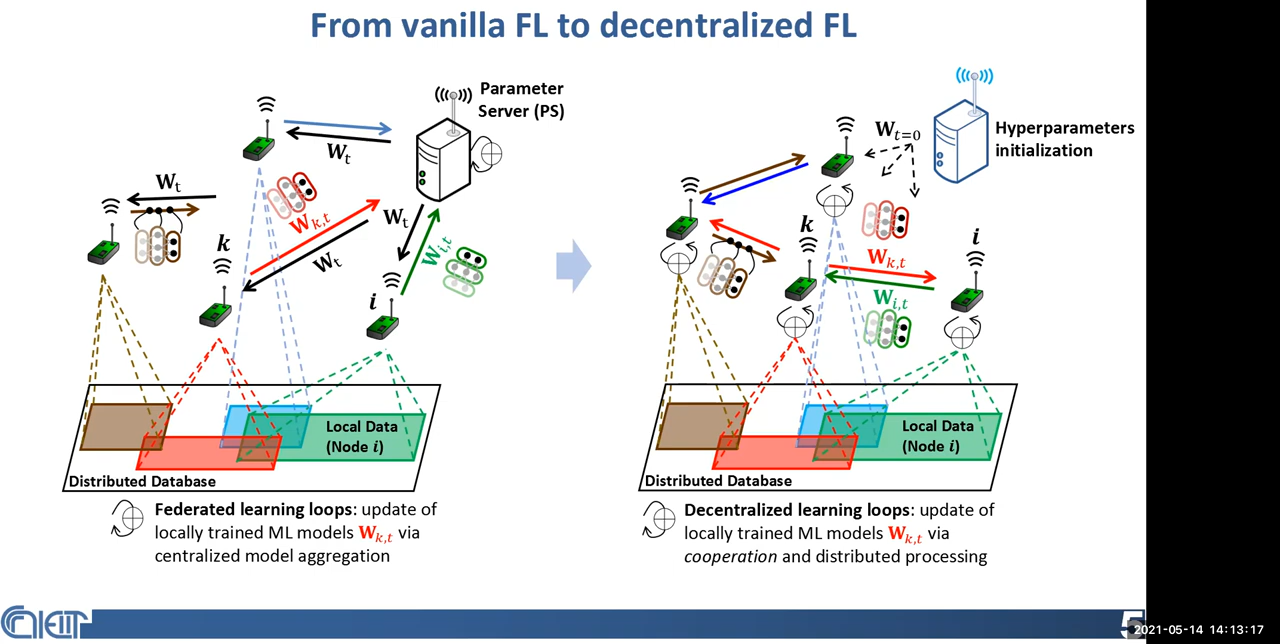 From vanilla FL to decentralized FL
Parameter
Server (PS)
W_t
W_t
W_{k,t}
W_t
W_t
W_{i,t}
k
i
Local Data
(Node i)
Distributed Database
Federated learning loops: update of
locally trained ML models W_{k,t} via
centralized model aggregation
W_{t=0}
Hyperparameters
initialization
k
i
W_{k,t}
W_{i,t}
Local Data
(Node i)
Distributed Database
Decentralized learning loops: update of
locally trained ML models W_{k,t} via
cooperation and distributed processing
5
2021-05-14 14:13:17